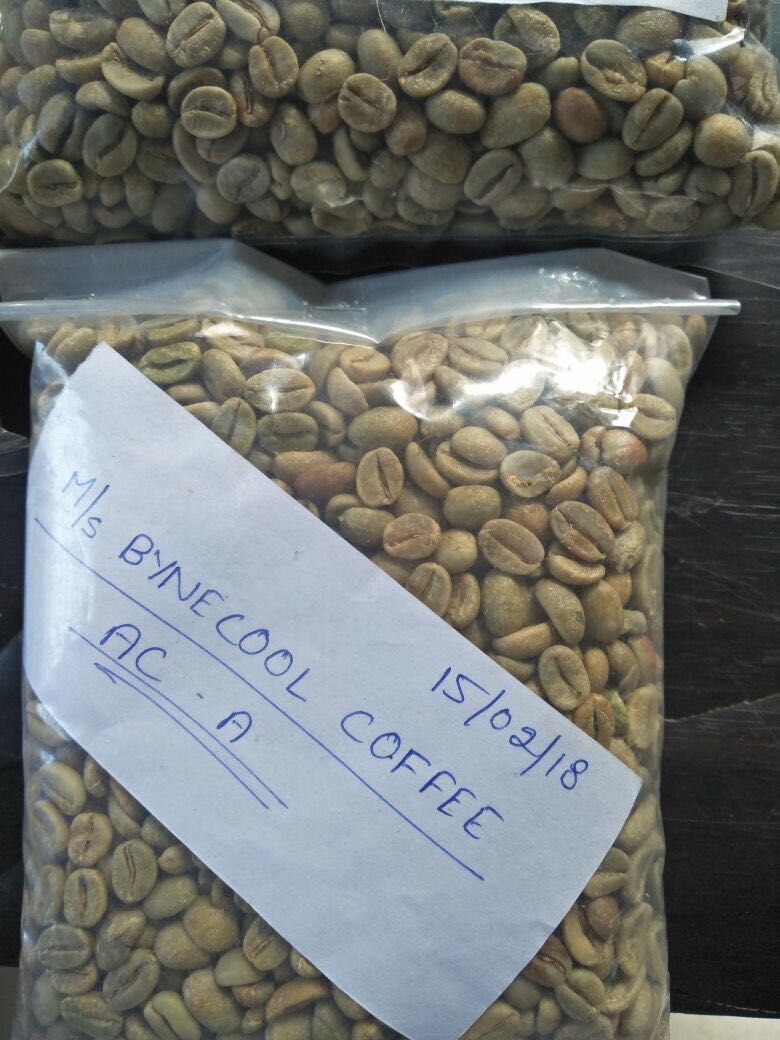 15/02/18
M/s BYNECOOL COFFEE
AC - A